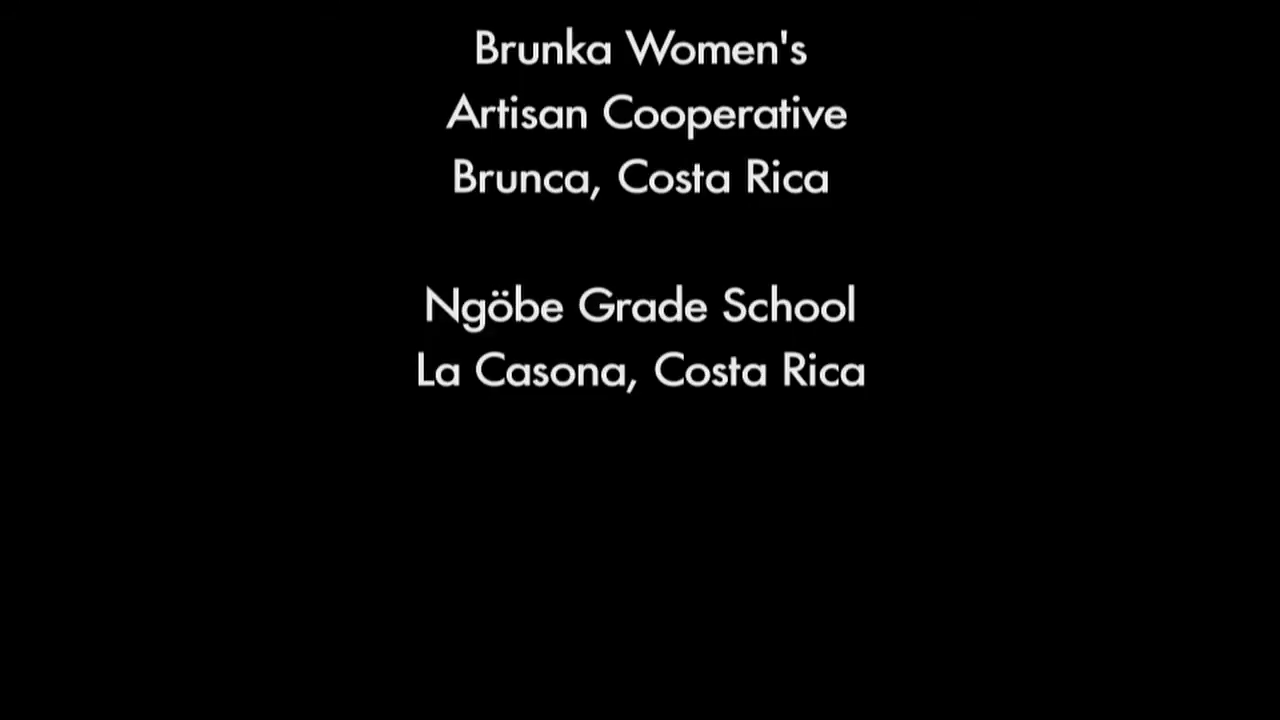 Brunka Women's
Artisan Cooperative
Brunca, Costa Rica
Ngöbe Grade School
La Casona, Costa Rica